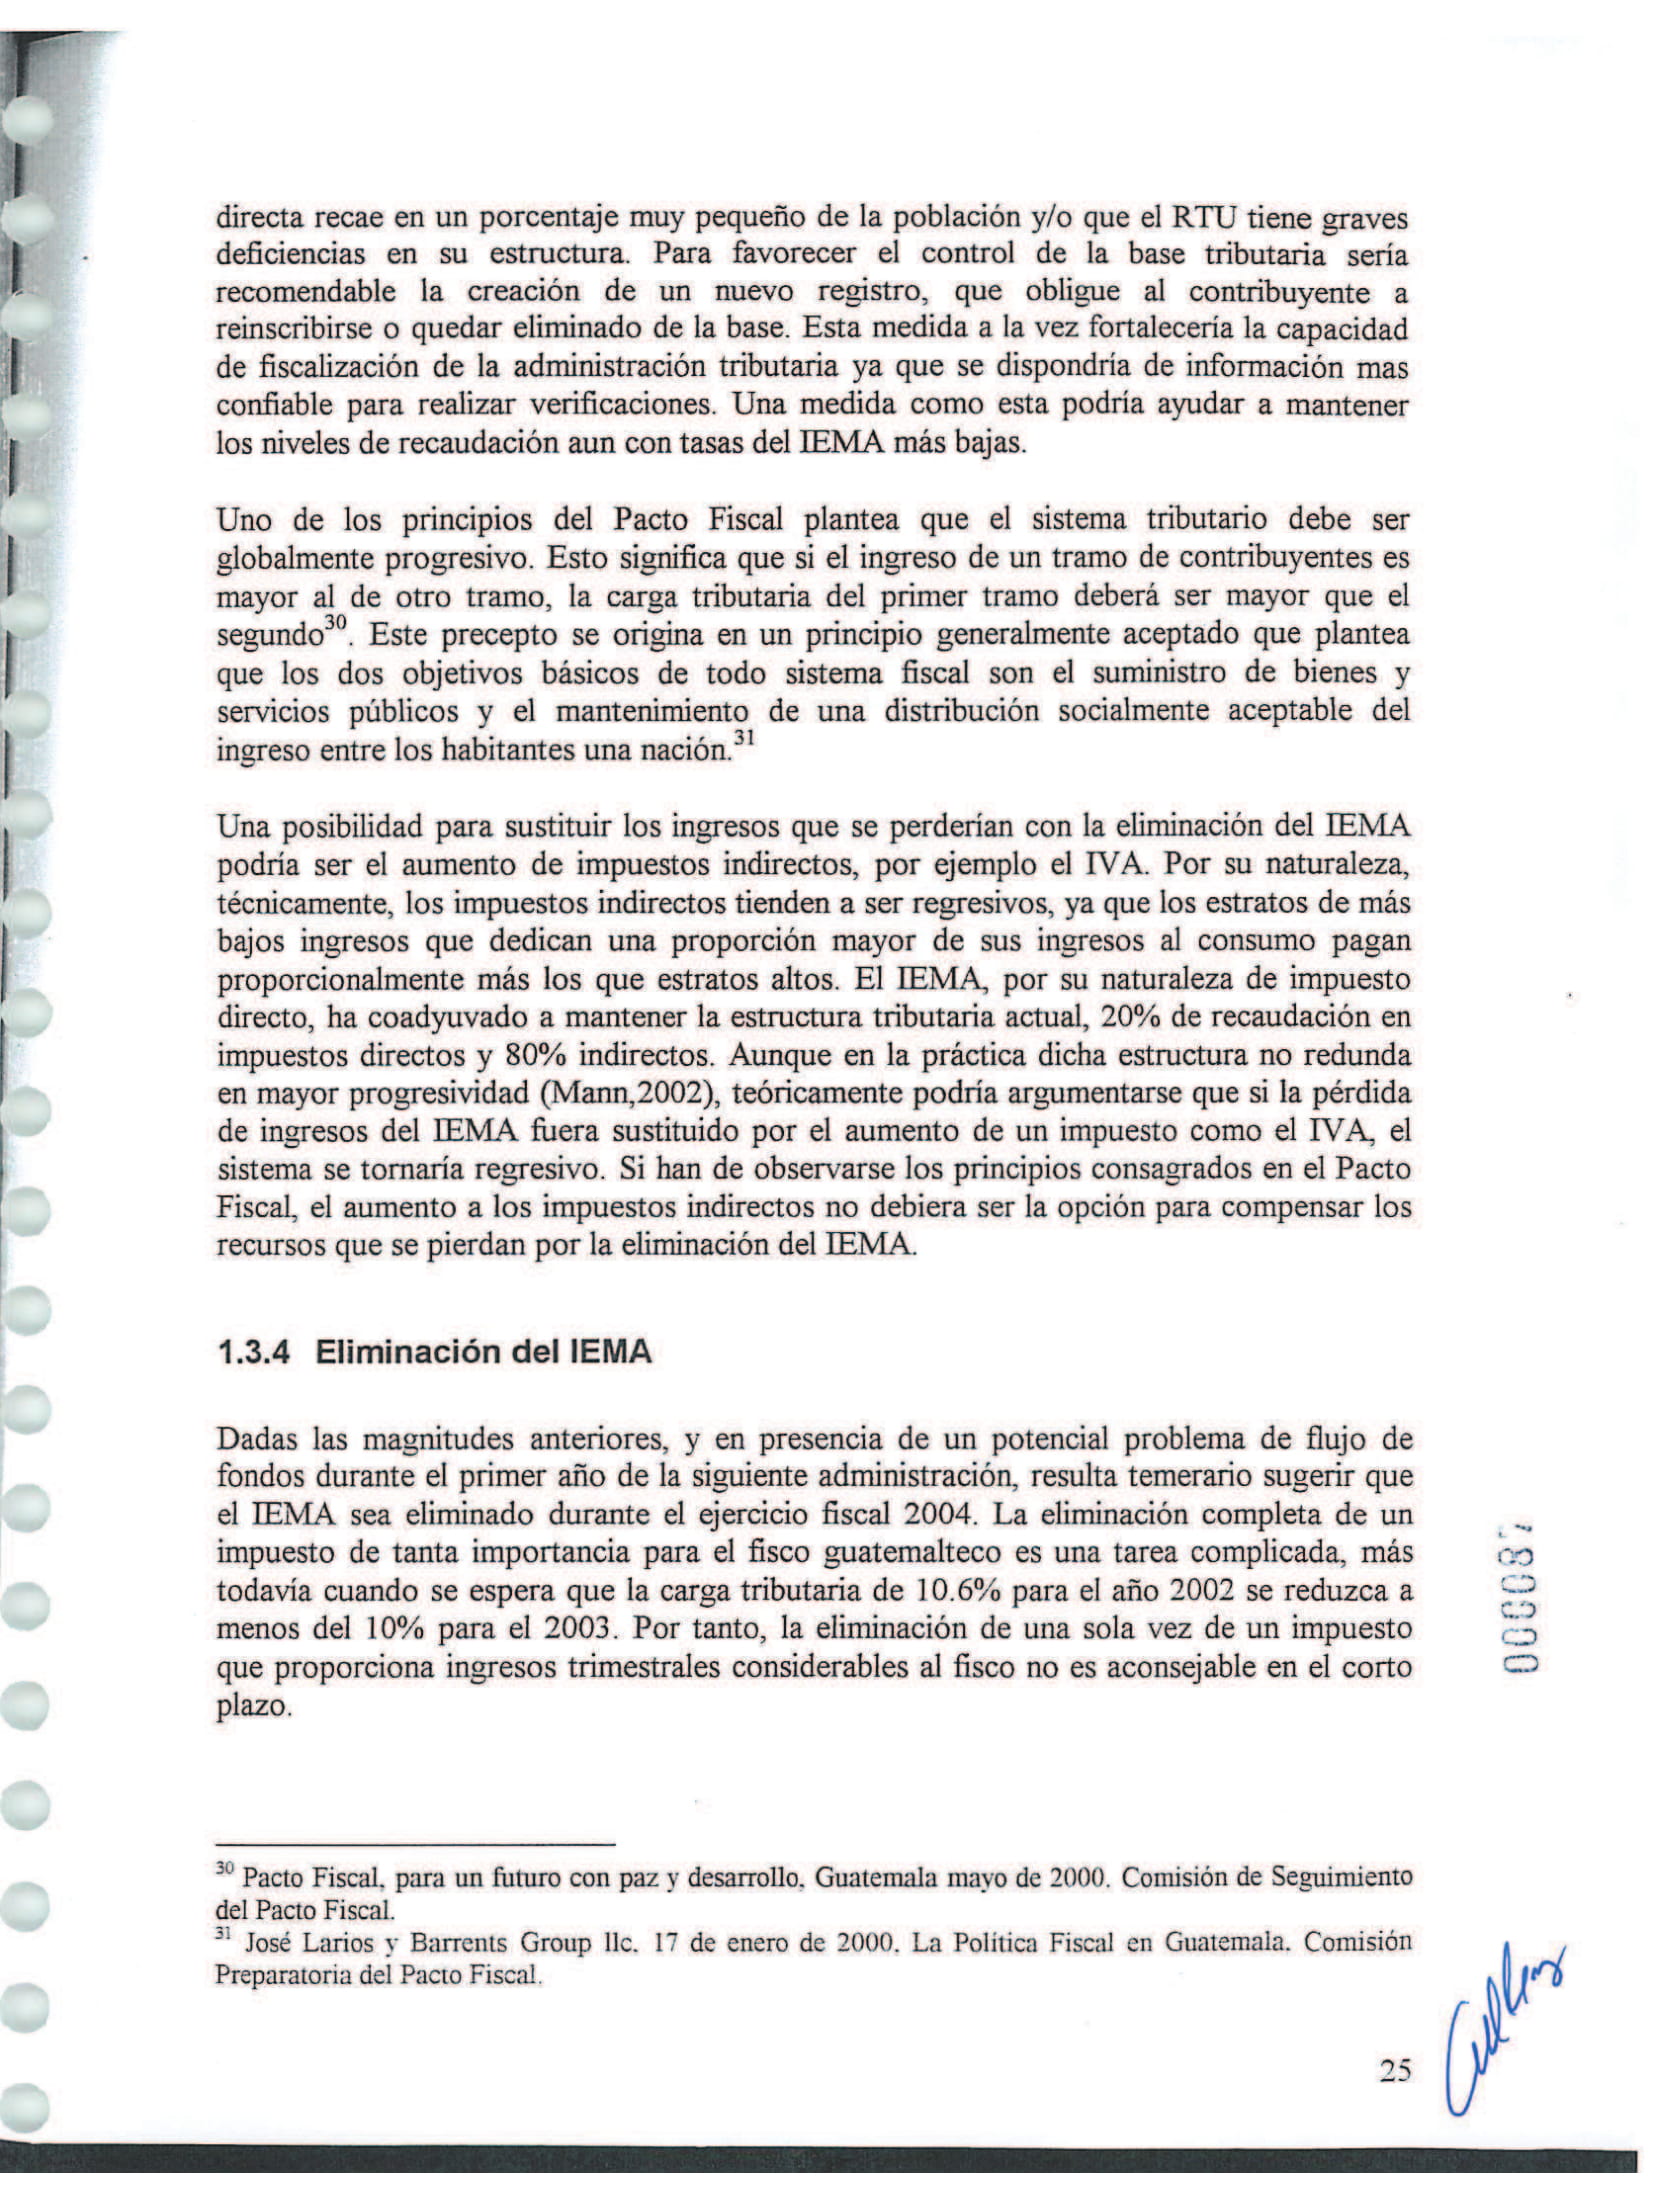 directa recae en un porcentaje muy pequeño de la población y/o que el RTU tiene graves
deficiencias en su estructura. Para favorecer el control de la base tributaria sería
recomendable la creación de un nuevo registro, que obligue al contribuyente a
reinscribirse o quedar eliminado de la base. Esta medida a la vez fortalecería la capacidad
de fiscalización de la administración tributaria ya que se dispondría de información mas
confiable para realizar verificaciones. Una medida como esta podría ayudar a mantener
los niveles de recaudación aun con tasas del IEMA más bajas.
Uno de los principios del Pacto Fiscal plantea que el sistema tributario debe ser
globalmente progresivo. Esto significa que si el ingreso de un tramo de contribuyentes es
mayor al de otro tramo, la carga tributaria del primer tramo deberá ser mayor que el
segundo30. Este precepto se origina en un principio generalmente aceptado que plantea
que los dos objetivos básicos de todo sistema fiscal son el suministro de bienes y
servicios públicos y el mantenimiento de una distribución socialmente aceptable del
ingreso entre los habitantes una nación.31
Una posibilidad para sustituir los ingresos que se perderían con la eliminación del IEMA
podría ser el aumento de impuestos indirectos, por ejemplo el IVA. Por su naturaleza,
técnicamente, los impuestos indirectos tienden a ser regresivos, ya que los estratos de más
bajos ingresos que dedican una proporción mayor de sus ingresos al consumo pagan
proporcionalmente más los que estratos altos. El IEMA, por su naturaleza de impuesto
directo, ha coadyuvado a mantener la estructura tributaria actual, 20% de recaudación en
impuestos directos y 80% indirectos. Aunque en la práctica dicha estructura no redunda
en mayor progresividad (Mann,2002), teóricamente podría argumentarse que si la pérdida
de ingresos del IEMA fuera sustituido por el aumento de un impuesto como el IVA, el
sistema se tornaría regresivo. Si han de observarse los principios consagrados en el Pacto
Fiscal, el aumento a los impuestos indirectos no debiera ser la opción para compensar los
recursos que se pierdan por la eliminación del IEMA.
1.3.4 Eliminación del IEMA
Dadas las magnitudes anteriores, y en presencia de un potencial problema de flujo de
fondos durante el primer año de la siguiente administración, resulta temerario sugerir que
el IEMA sea eliminado durante el ejercicio fiscal 2004. La eliminación completa de un
impuesto de tanta importancia para el fisco guatemalteco es una tarea complicada, más
todavía cuando se espera que la carga tributaria de 10.6% para el año 2002 se reduzca a
menos del 10% para el 2003. Por tanto, la eliminación de una sola vez de un impuesto
que proporciona ingresos trimestrales considerables al fisco no es aconsejable en el corto
plazo.
0000087
30 Pacto Fiscal, para un futuro con paz y desarrollo, Guatemala mayo de 2000. Comisión de Seguimiento
del Pacto Fiscal.
31 José Larios y Barrents Group llc. 17 de enero de 2000. La Política Fiscal en Guatemala. Comisión
Preparatoria del Pacto Fiscal.
25